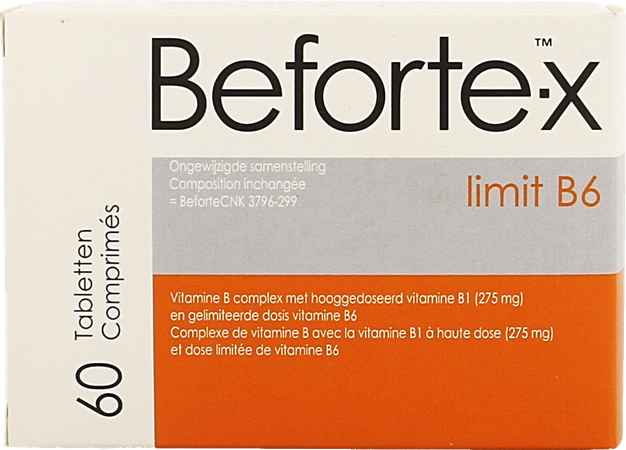 Beforte·x™
limit B6
Ongewijzigde samenstelling
Composition inchangée
= BeforteCNK 3796-299
Vitamine B complex met hooggedoseerd vitamine B1 (275 mg)
en gelimiteerde dosis vitamine B6
Complexe de vitamine B avec la vitamine B1 à haute dose (275 mg)
et dose limitée de vitamine B6
60 Tabletten
Comprimés